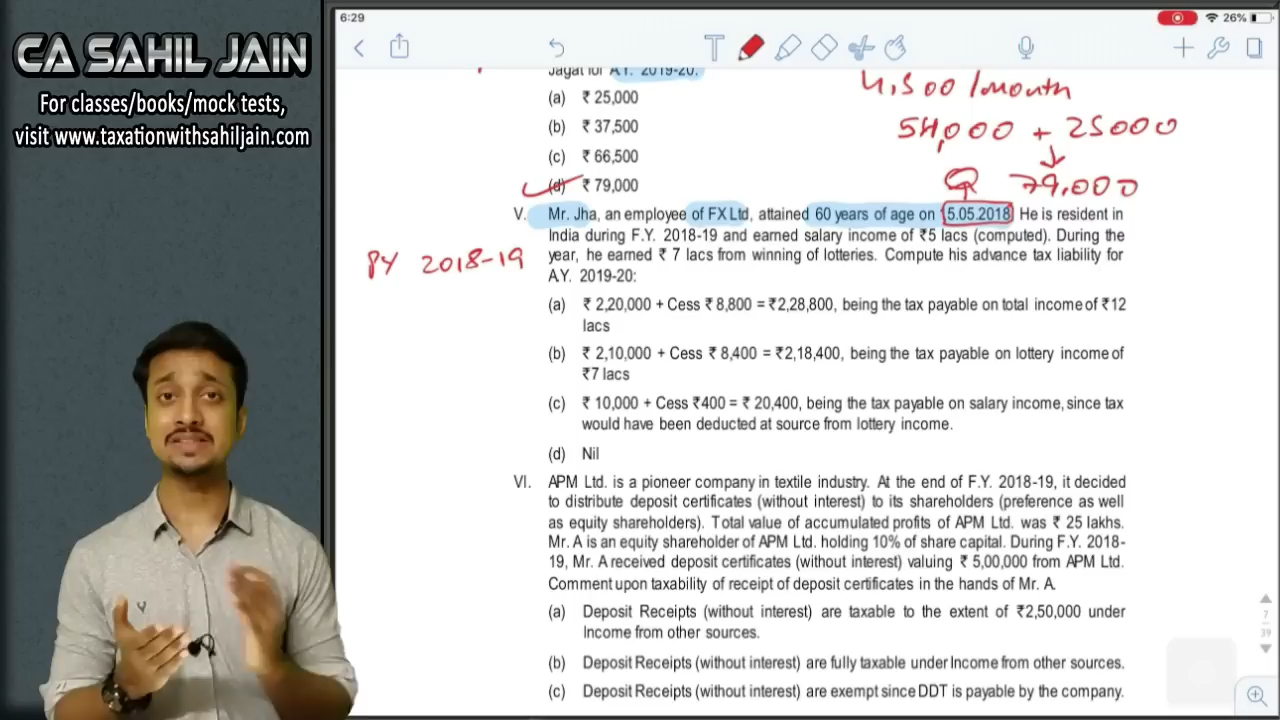 CA SAHIL JAIN
For classes/books/mock tests,
visit www.taxationwithsahiljain.com
6:29
26%
Jagat for A.Y. 2019-20.
(a) ₹ 25,000
(b) ₹ 37,500
(c) ₹ 66,500
(d) ₹ 79,000
4,500 /month
54,000 + 25000
79,000
V. Mr. Jha, an employee of FX Ltd, attained 60 years of age on 5.05.2018 He is resident in
India during F.Y. 2018-19 and earned salary income of ₹5 lacs (computed). During the
year, he earned ₹ 7 lacs from winning of lotteries. Compute his advance tax liability for
A.Y. 2019-20:
PY 2018-19
(a) ₹ 2,20,000 + Cess ₹ 8,800 = ₹2,28,800, being the tax payable on total income of ₹12
lacs
(b) ₹ 2,10,000 + Cess ₹ 8,400 = ₹2,18,400, being the tax payable on lottery income of
₹7 lacs
(c) ₹ 10,000 + Cess ₹400 = ₹ 20,400, being the tax payable on salary income, since tax
would have been deducted at source from lottery income.
(d) Nil
VI. APM Ltd. is a pioneer company in textile industry. At the end of F.Y. 2018-19, it decided
to distribute deposit certificates (without interest) to its shareholders (preference as well
as equity shareholders). Total value of accumulated profits of APM Ltd. was ₹ 25 lakhs.
Mr. A is an equity shareholder of APM Ltd. holding 10% of share capital. During F.Y. 2018-
19, Mr. A received deposit certificates (without interest) valuing ₹ 5,00,000 from APM Ltd.
Comment upon taxability of receipt of deposit certificates in the hands of Mr. A.
(a) Deposit Receipts (without interest) are taxable to the extent of ₹2,50,000 under
Income from other sources.
(b) Deposit Receipts (without interest) are fully taxable under Income from other sources.
(c) Deposit Receipts (without interest) are exempt since DDT is payable by the company.
7
39